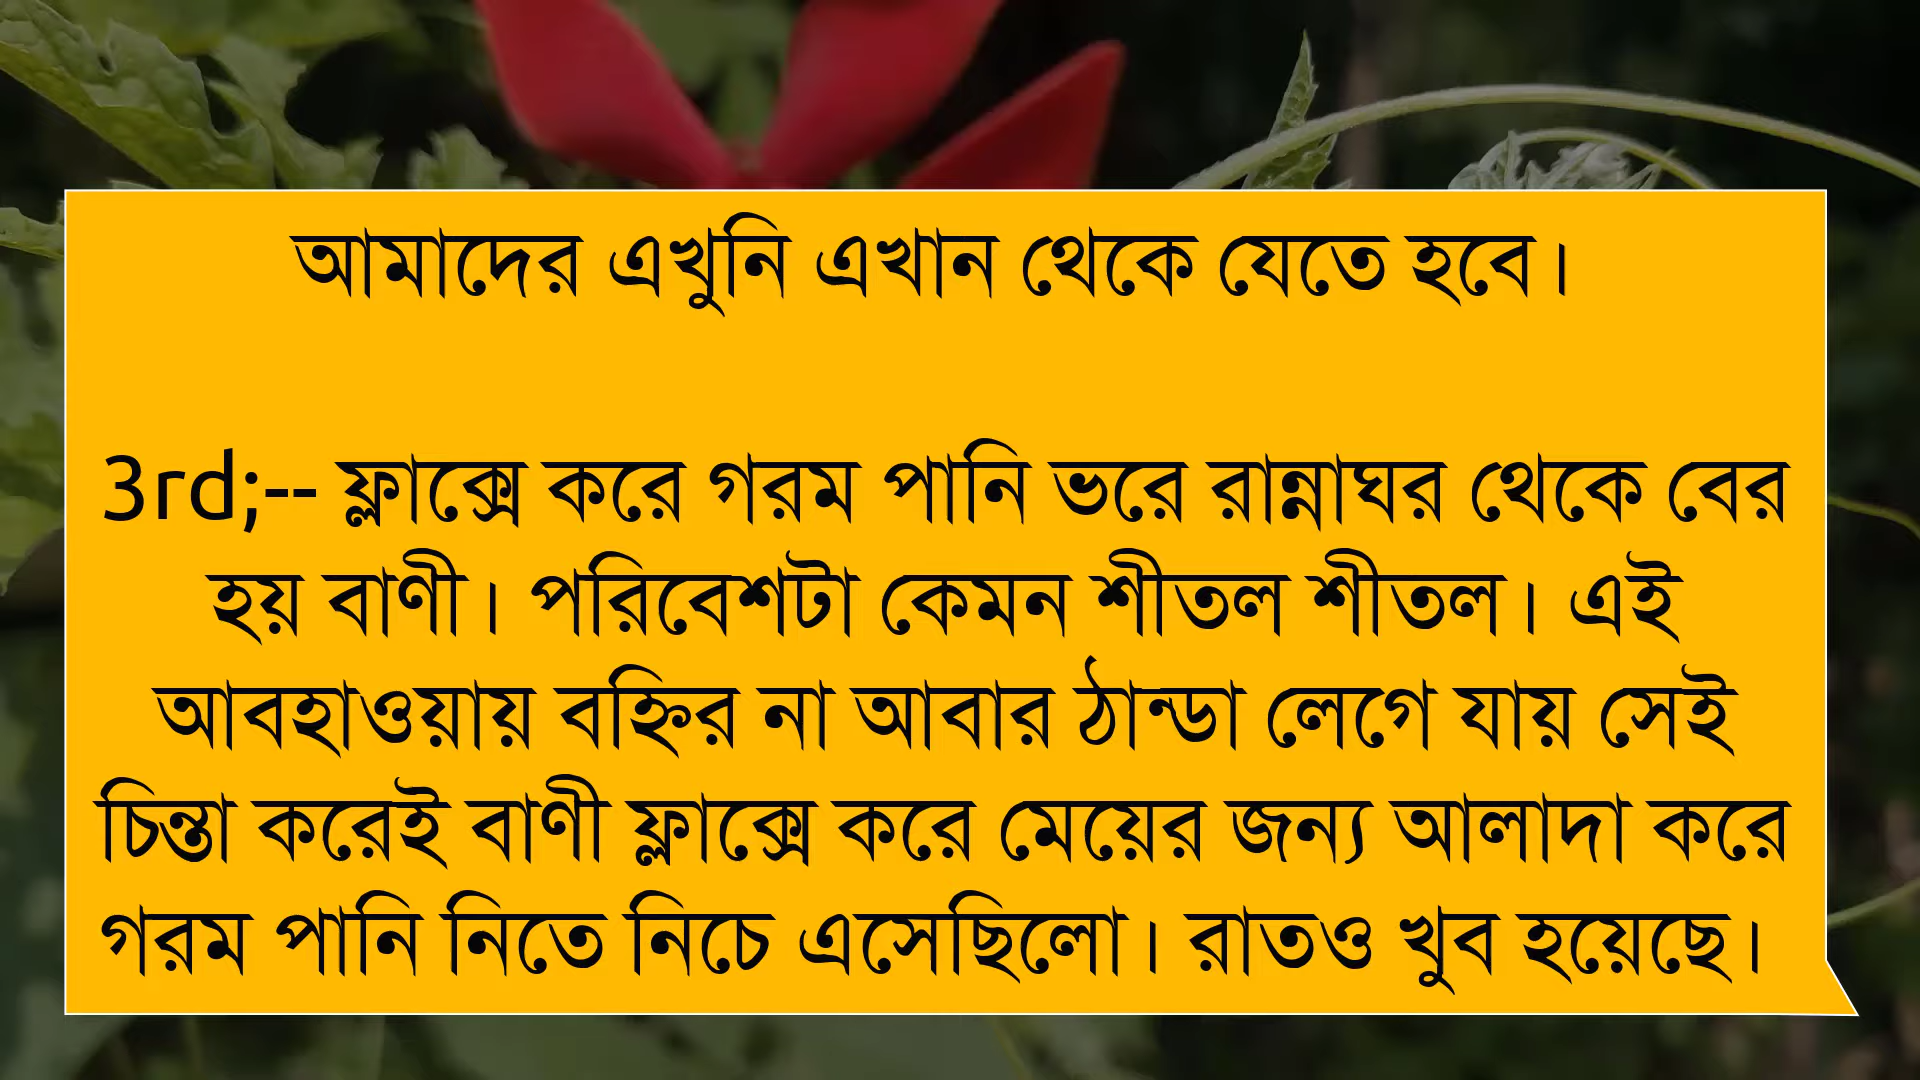 আমাদের এখুনি এখান থেকে যেতে হবে।
3rd;-- ফ্লাক্সে করে গরম পানি ভরে রান্নাঘর থেকে বের
হয় বাণী। পরিবেশটা কেমন শীতল শীতল। এই
আবহাওয়ায় বহ্নির না আবার ঠান্ডা লেগে যায় সেই
চিন্তা করেই বাণী ফ্লাক্সে করে মেয়ের জন্য আলাদা করে
গরম পানি নিতে নিচে এসেছিলো। রাতও খুব হয়েছে।